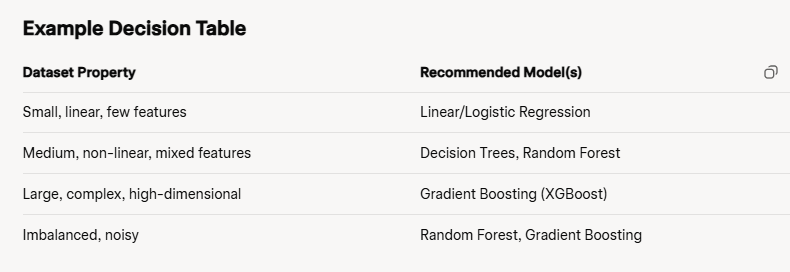 Example Decision Table
Dataset Property Recommended Model(s)
Small, linear, few features Linear/Logistic Regression
Medium, non-linear, mixed features Decision Trees, Random Forest
Large, complex, high-dimensional Gradient Boosting (XGBoost)
Imbalanced, noisy Random Forest, Gradient Boosting